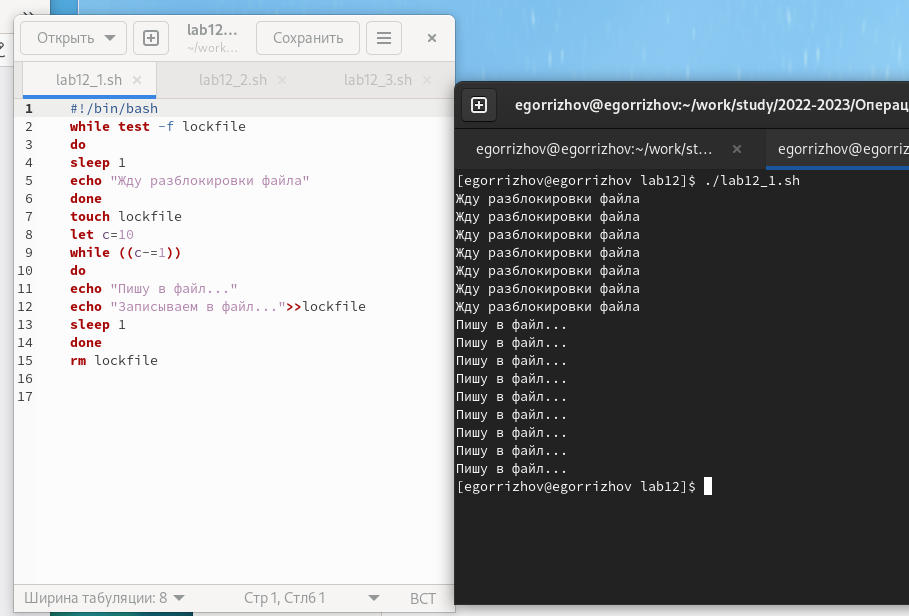 Открыть
lab12...
~/work...
Сохранить
lab12_1.sh
lab12_2.sh
lab12_3.sh
1 #!/bin/bash
2 while test -f lockfile
3 do
4 sleep 1
5 echo "Жду разблокировки файла"
6 done
7 touch lockfile
8 let c=10
9 while ((c-=1))
10 do
11 echo "Пишу в файл..."
12 echo "Записываем в файл...">>lockfile
13 sleep 1
14 done
15 rm lockfile
16
17
Ширина табуляции: 8
Стр 1, Стлб 1
ВСТ
egorrizhov@egorrizhov:~/work/study/2022-2023/Операц
egorrizhov@egorrizhov:~/work/st...
egorrizhov@egorriz
[egorrizhov@egorrizhov lab12]$ ./lab12_1.sh
Жду разблокировки файла
Жду разблокировки файла
Жду разблокировки файла
Жду разблокировки файла
Жду разблокировки файла
Жду разблокировки файла
Жду разблокировки файла
Пишу в файл...
Пишу в файл...
Пишу в файл...
Пишу в файл...
Пишу в файл...
Пишу в файл...
Пишу в файл...
Пишу в файл...
Пишу в файл...
[egorrizhov@egorrizhov lab12]$